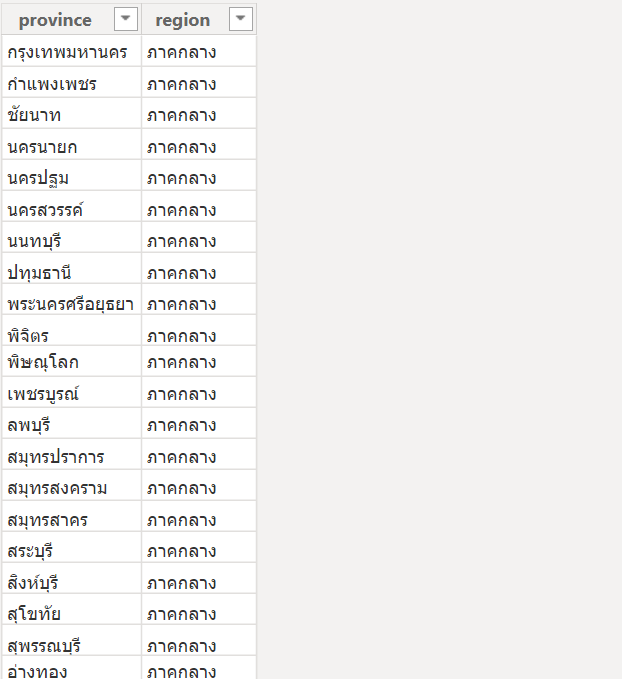 province region
กรุงเทพมหานคร ภาคกลาง
กำแพงเพชร ภาคกลาง
ชัยนาท ภาคกลาง
นครนายก ภาคกลาง
นครปฐม ภาคกลาง
นครสวรรค์ ภาคกลาง
นนทบุรี ภาคกลาง
ปทุมธานี ภาคกลาง
พระนครศรีอยุธยา ภาคกลาง
พิจิตร ภาคกลาง
พิษณุโลก ภาคกลาง
เพชรบูรณ์ ภาคกลาง
ลพบุรี ภาคกลาง
สมุทรปราการ ภาคกลาง
สมุทรสงคราม ภาคกลาง
สมุทรสาคร ภาคกลาง
สระบุรี ภาคกลาง
สิงห์บุรี ภาคกลาง
สุโขทัย ภาคกลาง
สุพรรณบุรี ภาคกลาง
อ่างทอง ภาคกลาง